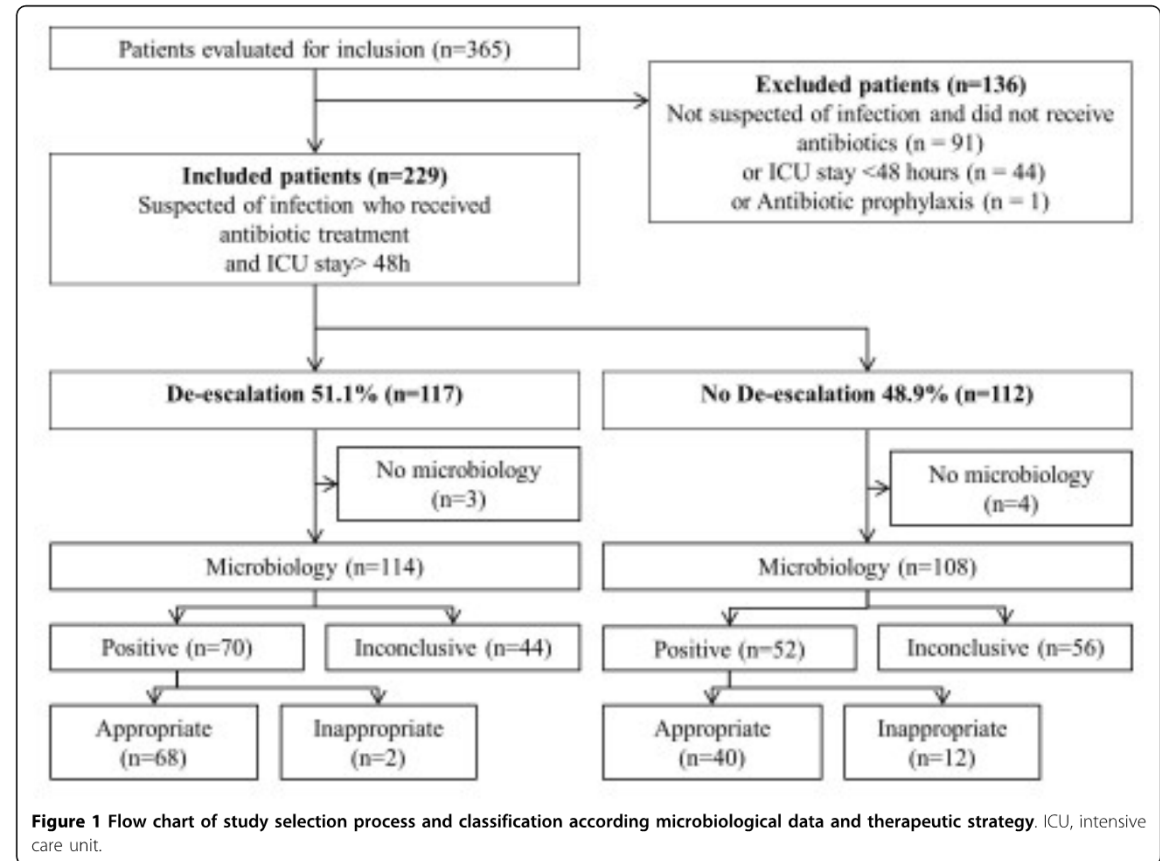 Patients evaluated for inclusion (n=365)
Excluded patients (n=136)
Not suspected of infection and did not receive
antibiotics (n = 91)
or ICU stay <48 hours (n = 44)
or Antibiotic prophylaxis (n = 1)
Included patients (n=229)
Suspected of infection who received
antibiotic treatment
and ICU stay> 48h
De-escalation 51.1% (n=117)
No De-escalation 48.9% (n=112)
No microbiology
(n=3)
No microbiology
(n=4)
Microbiology (n=114)
Microbiology (n=108)
Positive (n=70)
Inconclusive (n=44)
Positive (n=52)
Inconclusive (n=56)
Appropriate
(n=68)
Inappropriate
(n=2)
Appropriate
(n=40)
Inappropriate
(n=12)
Figure 1 Flow chart of study selection process and classification according microbiological data and therapeutic strategy. ICU, intensive
care unit.